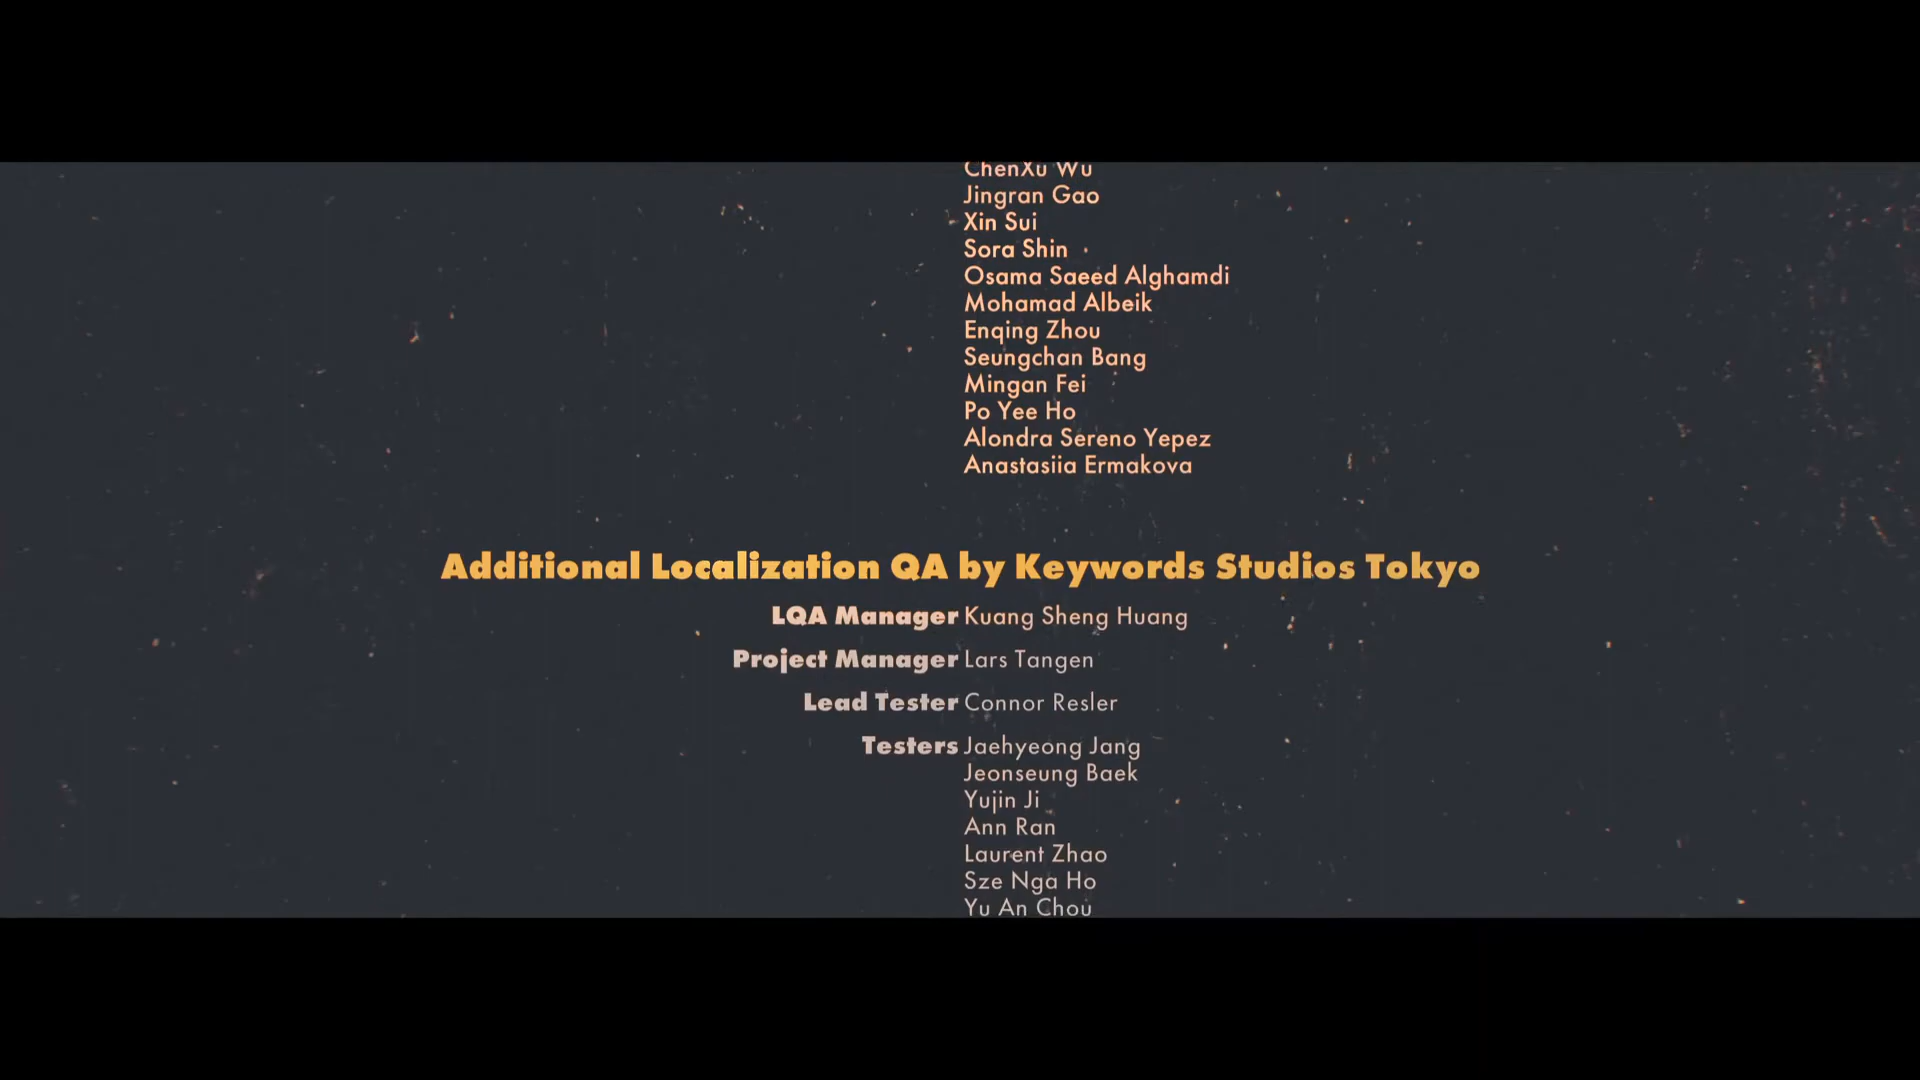 ChenXu Wu
Jingran Gao
Xin Sui
Sora Shin
Osama Saeed Alghamdi
Mohamad Albeik
Enqing Zhou
Seungchan Bang
Mingan Fei
Po Yee Ho
Alondra Sereno Yepez
Anastasiia Ermakova
Additional Localization QA by Keywords Studios Tokyo
LQA Manager Kuang Sheng Huang
Project Manager Lars Tangen
Lead Tester Connor Resler
Testers Jaehyeong Jang
Jeonseung Baek
Yujin Ji
Ann Ran
Laurent Zhao
Sze Nga Ho
Yu An Chou